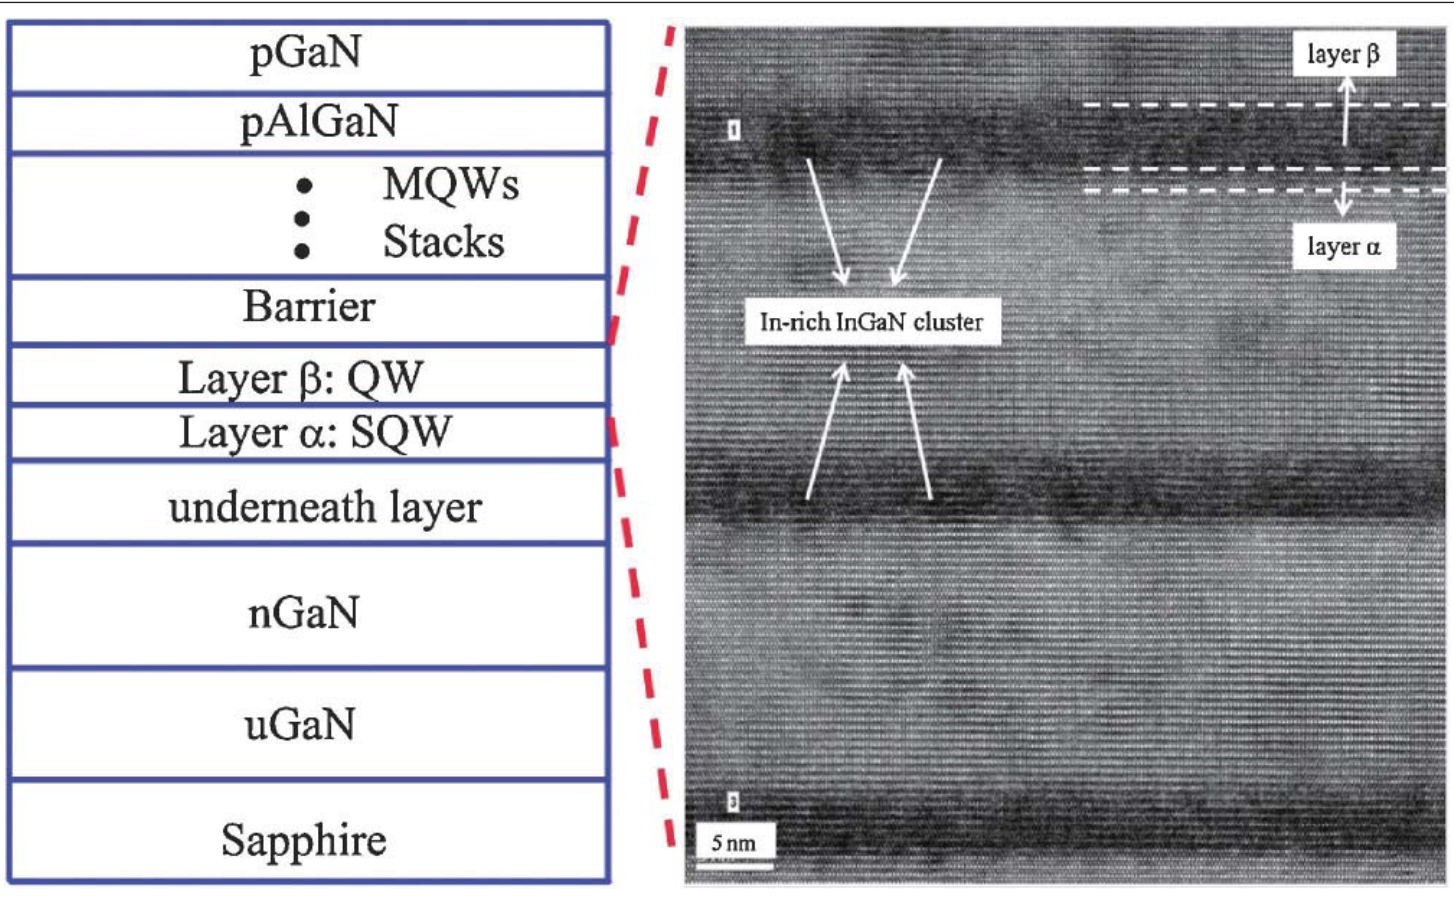 pGaN
pAlGaN
MQWs
Stacks
Barrier
Layer β: QW
Layer α: SQW
underneath layer
nGaN
uGaN
Sapphire
layer β
1
layer α
In-rich InGaN cluster
3
5 nm